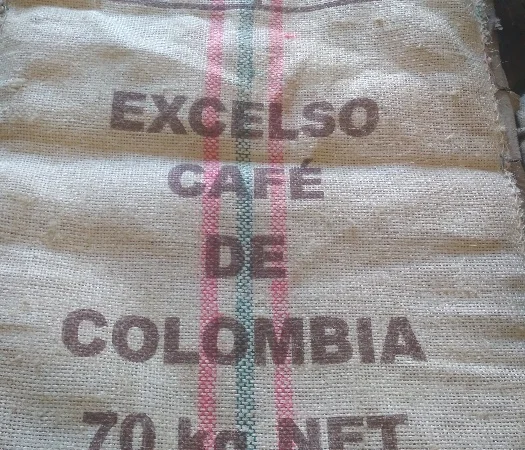 EXCELSO
CAFÉ
DE
COLOMBIA
70 kg NET